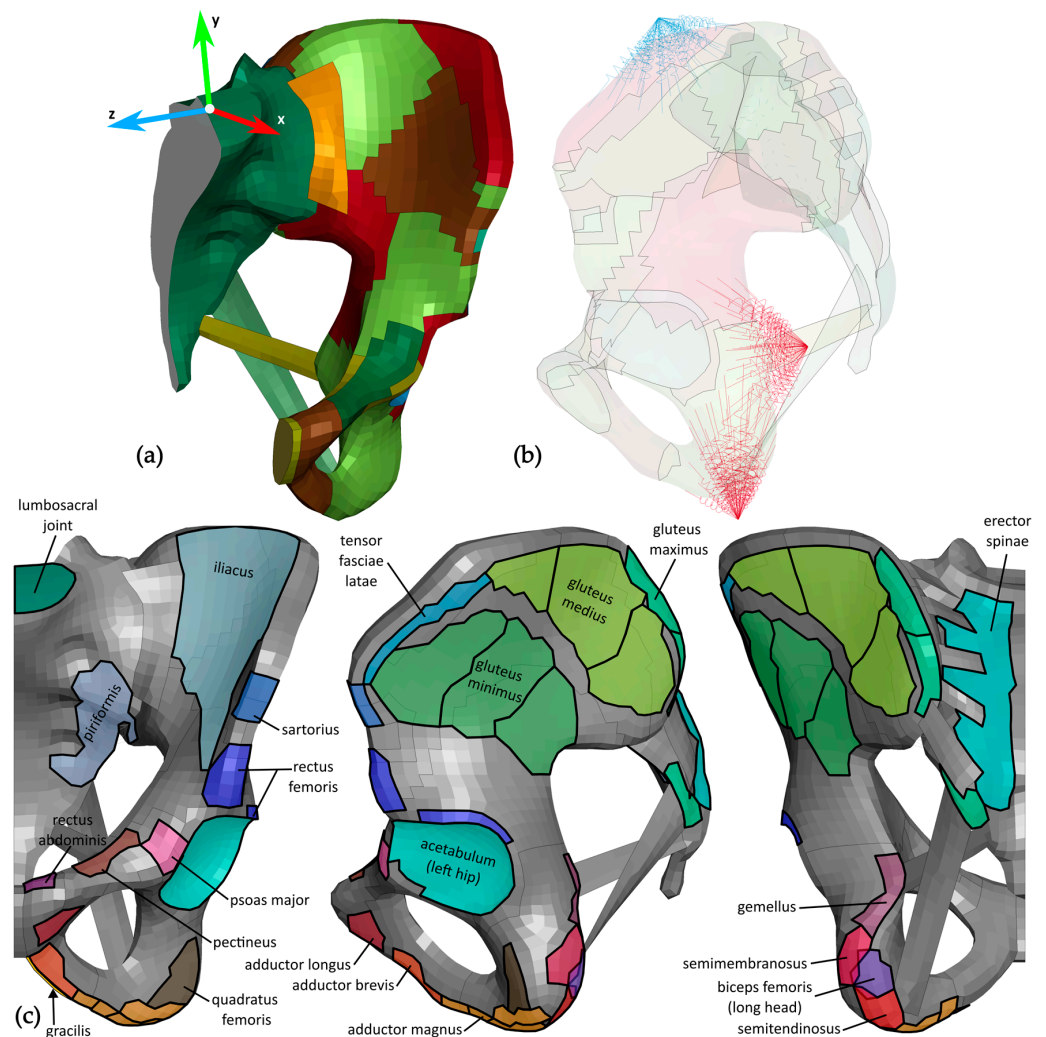 y
z
x
(a)
(b)
lumbosacral
joint
iliacus
piriformis
sartorius
rectus
femoris
rectus
abdominis
psoas major
pectineus
quadratus
femoris
gracilis
(c)
tensor
fasciae
latae
gluteus
maximus
gluteus
medius
gluteus
minimus
acetabulum
(left hip)
adductor longus
adductor brevis
adductor magnus
erector
spinae
gemellus
semimembranosus
biceps femoris
(long head)
semitendinosus